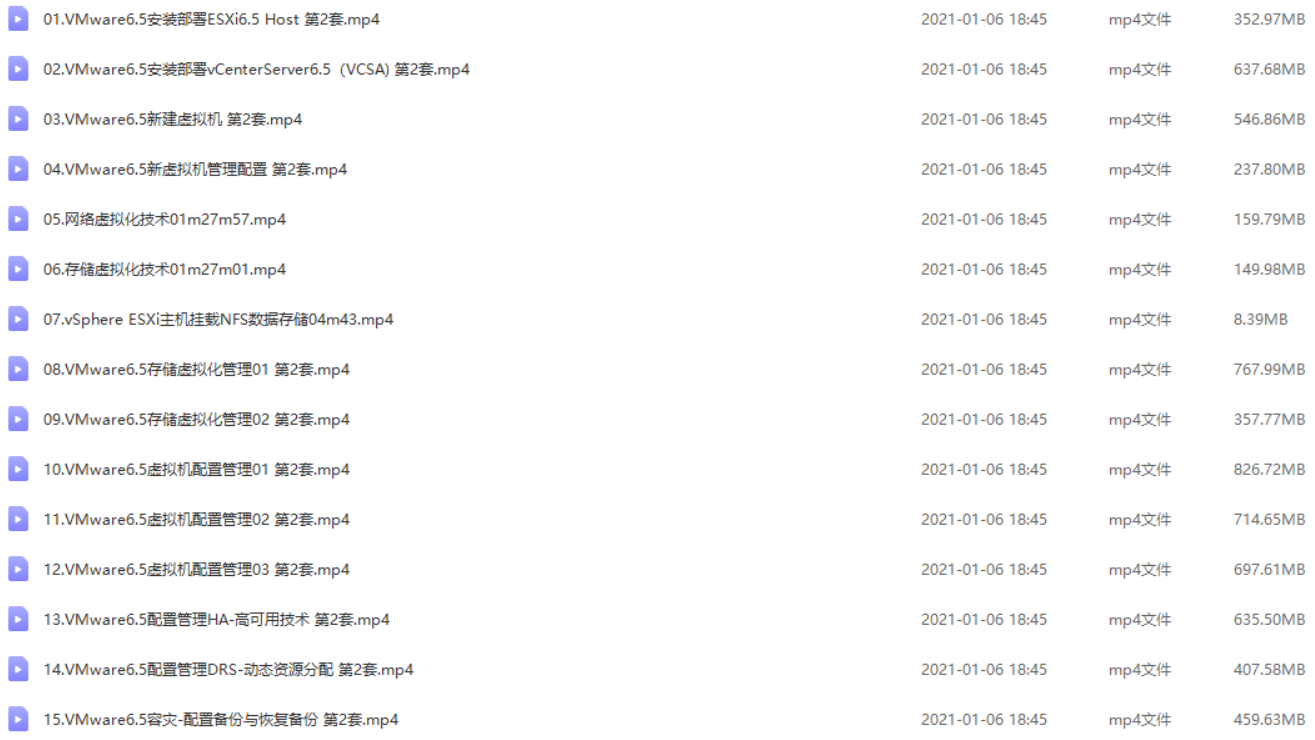 01.VMware6.5安装部署ESXi6.5 Host 第2套.mp4 2021-01-06 18:45 mp4文件 352.97MB
02.VMware6.5安装部署vCenterServer6.5（VCSA) 第2套.mp4 2021-01-06 18:45 mp4文件 637.68MB
03.VMware6.5新建虚拟机 第2套.mp4 2021-01-06 18:45 mp4文件 546.86MB
04.VMware6.5新虚拟机管理配置 第2套.mp4 2021-01-06 18:45 mp4文件 237.80MB
05.网络虚拟化技术01m27m57.mp4 2021-01-06 18:45 mp4文件 159.79MB
06.存储虚拟化技术01m27m01.mp4 2021-01-06 18:45 mp4文件 149.98MB
07.vSphere ESXi主机挂载NFS数据存储04m43.mp4 2021-01-06 18:45 mp4文件 8.39MB
08.VMware6.5存储虚拟化管理01 第2套.mp4 2021-01-06 18:45 mp4文件 767.99MB
09.VMware6.5存储虚拟化管理02 第2套.mp4 2021-01-06 18:45 mp4文件 357.77MB
10.VMware6.5虚拟机配置管理01 第2套.mp4 2021-01-06 18:45 mp4文件 826.72MB
11.VMware6.5虚拟机配置管理02 第2套.mp4 2021-01-06 18:45 mp4文件 714.65MB
12.VMware6.5虚拟机配置管理03 第2套.mp4 2021-01-06 18:45 mp4文件 697.61MB
13.VMware6.5配置管理HA-高可用技术 第2套.mp4 2021-01-06 18:45 mp4文件 635.50MB
14.VMware6.5配置管理DRS-动态资源分配 第2套.mp4 2021-01-06 18:45 mp4文件 407.58MB
15.VMware6.5容灾-配置备份与恢复备份 第2套.mp4 2021-01-06 18:45 mp4文件 459.63MB